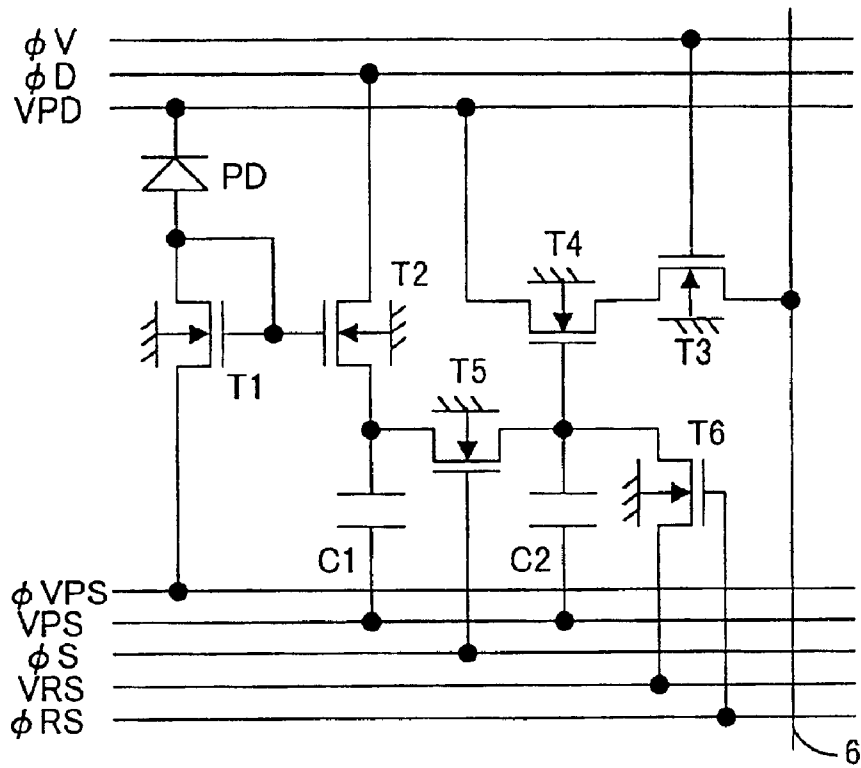 φV
φD
VPD
PD
T4
T2
T3
T1
T5
T6
C1
C2
φVPS
VPS
φS
VRS
φRS
6